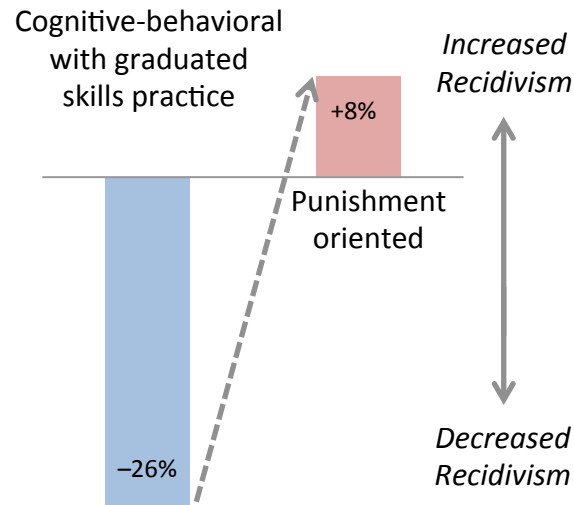 Cognitive-behavioral
with graduated
skills practice
Increased
Recidivism
+8%
Punishment
oriented
–26%
Decreased
Recidivism